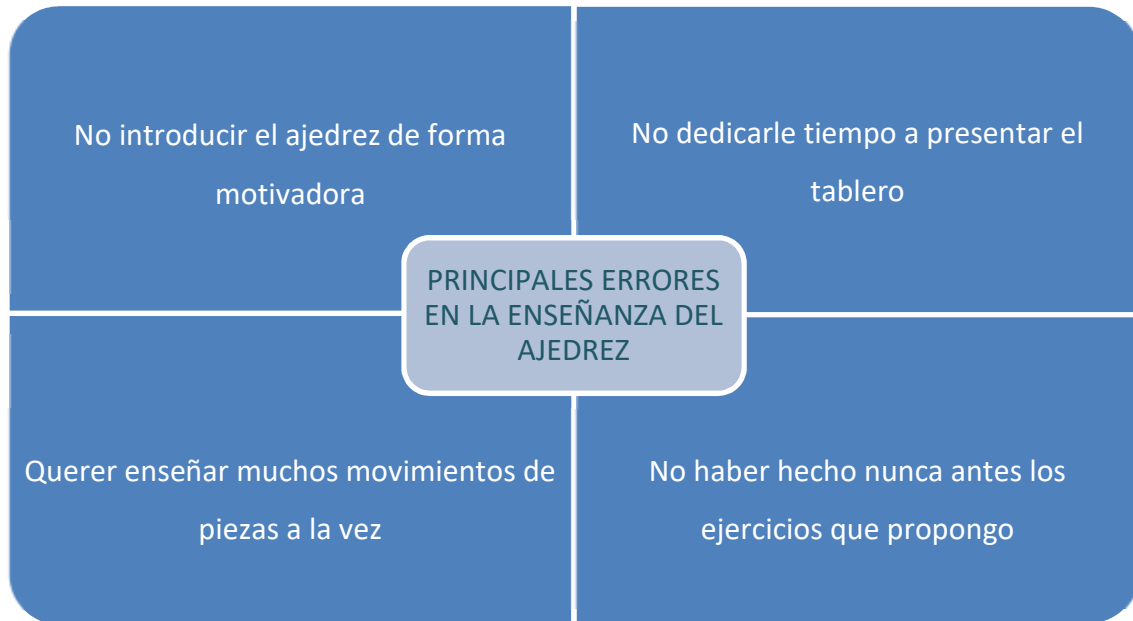 No introducir el ajedrez de forma
motivadora
No dedicarle tiempo a presentar el
tablero
PRINCIPALES ERRORES
EN LA ENSEÑANZA DEL
AJEDREZ
Querer enseñar muchos movimientos de
piezas a la vez
No haber hecho nunca antes los
ejercicios que propongo